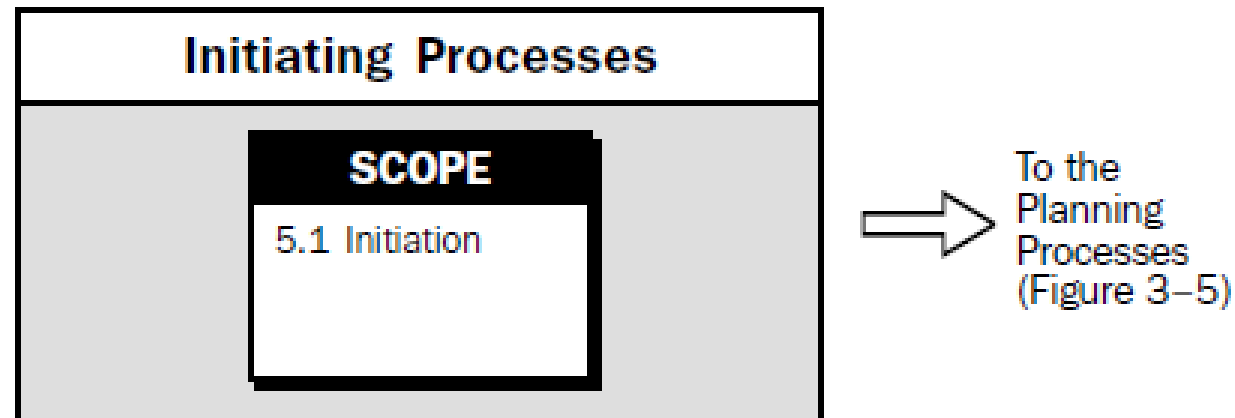 Initiating Processes
SCOPE
5.1 Initiation
To the
Planning
Processes
(Figure 3–5)